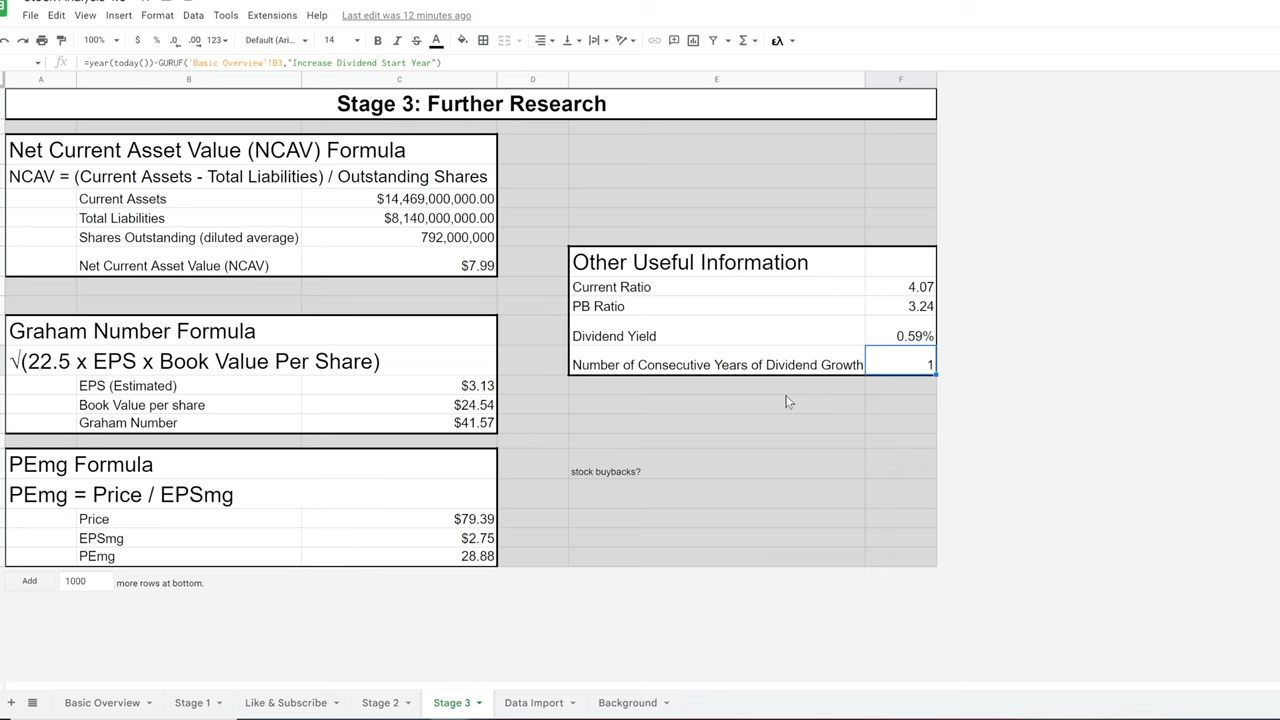 File Edit View Insert Format Data Tools Extensions Help Last edit was 12 minutes ago
100% $ % .0 .00 123 Default (Ari... 14 B I S A
fx =year(today())-GURUF('Basic Overview'!B3,"Increase Dividend Start Year")
A B C D E F
Stage 3: Further Research
Net Current Asset Value (NCAV) Formula
NCAV = (Current Assets - Total Liabilities) / Outstanding Shares
Current Assets $14,469,000,000.00
Total Liabilities $8,140,000,000.00
Shares Outstanding (diluted average) 792,000,000
Net Current Asset Value (NCAV) $7.99
Other Useful Information
Current Ratio 4.07
PB Ratio 3.24
Dividend Yield 0.59%
Number of Consecutive Years of Dividend Growth 1
Graham Number Formula
√(22.5 x EPS x Book Value Per Share)
EPS (Estimated) $3.13
Book Value per share $24.54
Graham Number $41.57
PEmg Formula
PEmg = Price / EPSmg
Price $79.39
EPSmg $2.75
PEmg 28.88
stock buybacks?
Add 1000 more rows at bottom.
Basic Overview Stage 1 Like & Subscribe Stage 2 Stage 3 Data Import Background